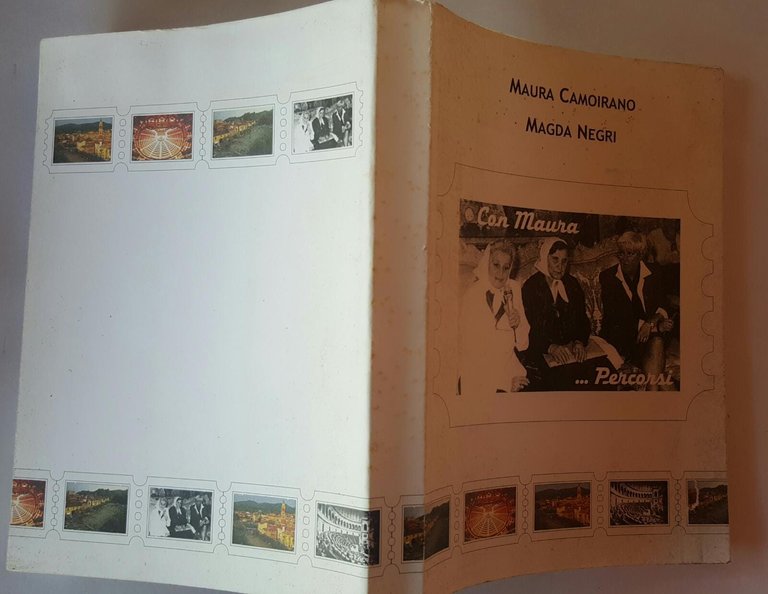 MAURA CAMOIRANO
MAGDA NEGRI
Con Maura
... Percorsi